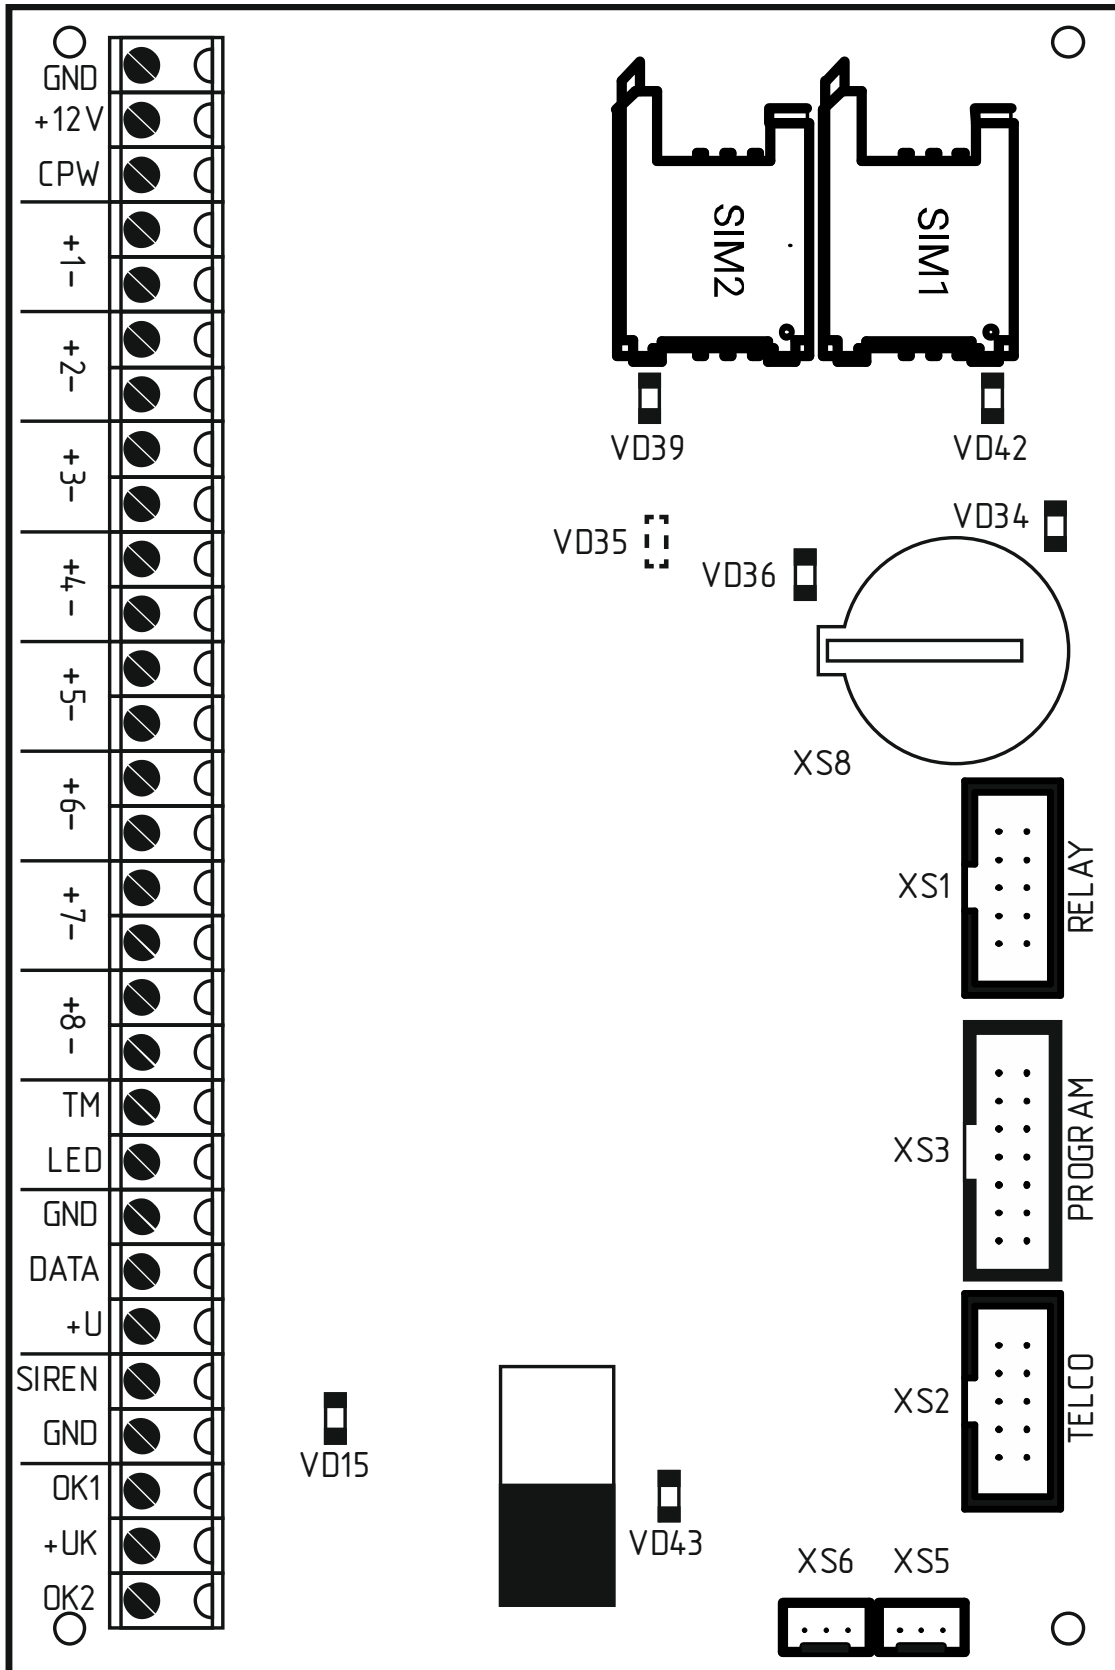 GND
+12V
CPW
+1-
+2-
+3-
+4-
+5-
+6-
+7-
+8-
TM
LED
GND
DATA
+U
SIREN
GND
OK1
+UK
OK2
SIM2
SIM1
VD39
VD42
VD35
VD36
VD34
XS8
XS1
RELAY
XS3
PROGRAM
XS2
TELCO
VD15
VD43
XS6
XS5